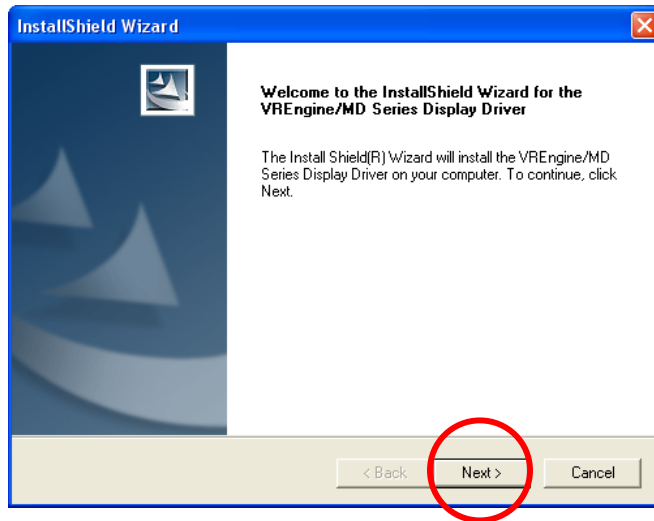 InstallShield Wizard
Welcome to the InstallShield Wizard for the
VREngine/MD Series Display Driver
The Install Shield(R) Wizard will install the VREngine/MD
Series Display Driver on your computer. To continue, click
Next.
< Back
Next >
Cancel